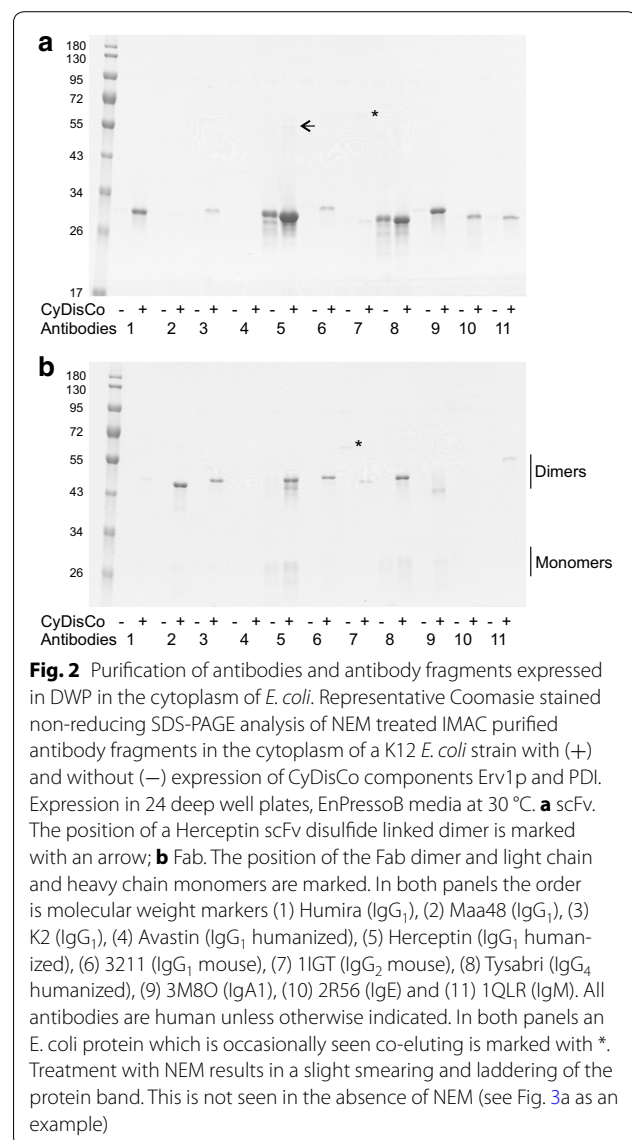 a
180
130
95
72
55
43
34
26
17
*
CyDisCo - + - + - + - + - + - + - + - + - + - + - +
Antibodies 1 2 3 4 5 6 7 8 9 10 11
b
180
130
95
72
55
43
34
26
*
Dimers
Monomers
CyDisCo - + - + - + - + - + - + - + - + - + - + - +
Antibodies 1 2 3 4 5 6 7 8 9 10 11
Fig. 2 Purification of antibodies and antibody fragments expressed
in DWP in the cytoplasm of E. coli. Representative Coomasie stained
non-reducing SDS-PAGE analysis of NEM treated IMAC purified
antibody fragments in the cytoplasm of a K12 E. coli strain with (+)
and without (−) expression of CyDisCo components Erv1p and PDI.
Expression in 24 deep well plates, EnPressoB media at 30 °C. a scFv.
The position of a Herceptin scFv disulfide linked dimer is marked
with an arrow; b Fab. The position of the Fab dimer and light chain
and heavy chain monomers are marked. In both panels the order
is molecular weight markers (1) Humira (IgG₁), (2) Maa48 (IgG₁), (3)
K2 (IgG₁), (4) Avastin (IgG₁ humanized), (5) Herceptin (IgG₁ human-
ized), (6) 3211 (IgG₁ mouse), (7) 1IGT (IgG₂ mouse), (8) Tysabri (IgG₄
humanized), (9) 3M8O (IgA1), (10) 2R56 (IgE) and (11) 1QLR (IgM). All
antibodies are human unless otherwise indicated. In both panels an
E. coli protein which is occasionally seen co-eluting is marked with *.
Treatment with NEM results in a slight smearing and laddering of the
protein band. This is not seen in the absence of NEM (see Fig. 3a as an
example)